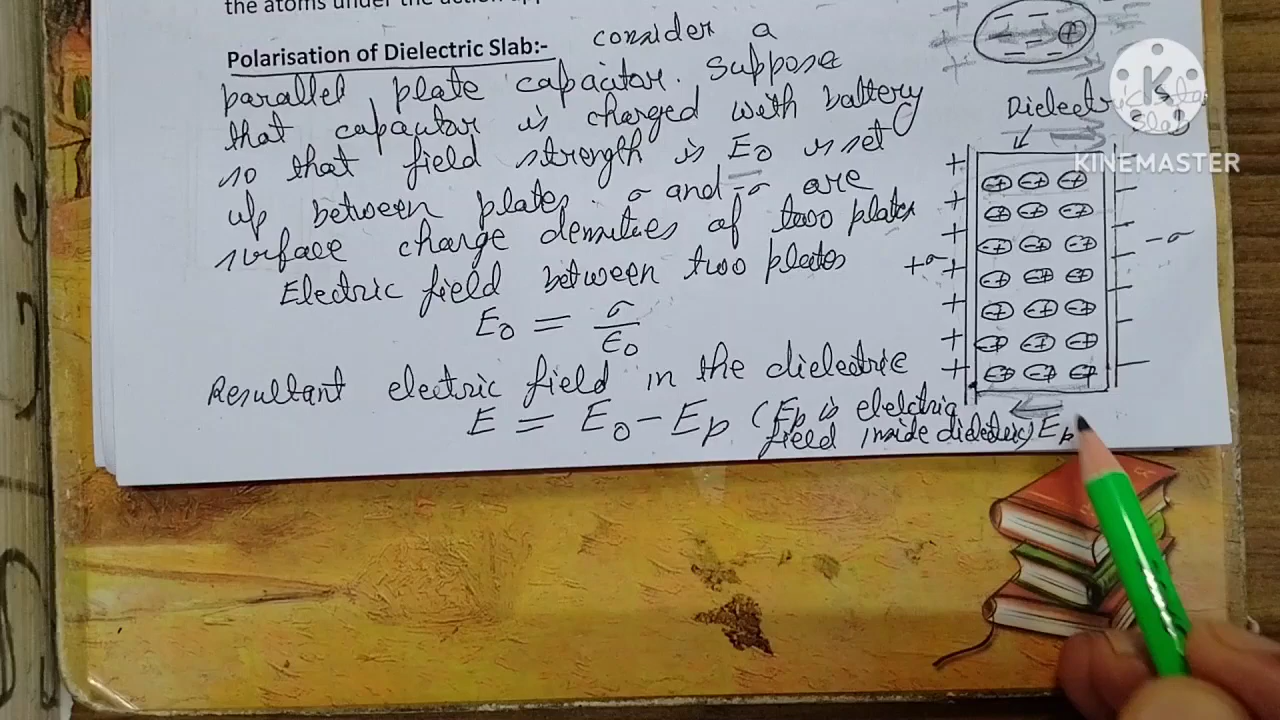 the atoms under the action
Polarisation of Dielectric Slab:- consider a
parallel plate capacitor. Suppose
that capacitor is charged with battery
so that field strength is E₀ is set
up between plates. σ and -σ are
surface charge densities of two plates
Electric field between two plates
E₀ = σ/ε₀
Resultant electric field in the dielectric
E = E₀ - Ep (Ep is electric
field inside dielectric)
Dielectric
Slab
+σ
-σ
Ep
KINEMASTER